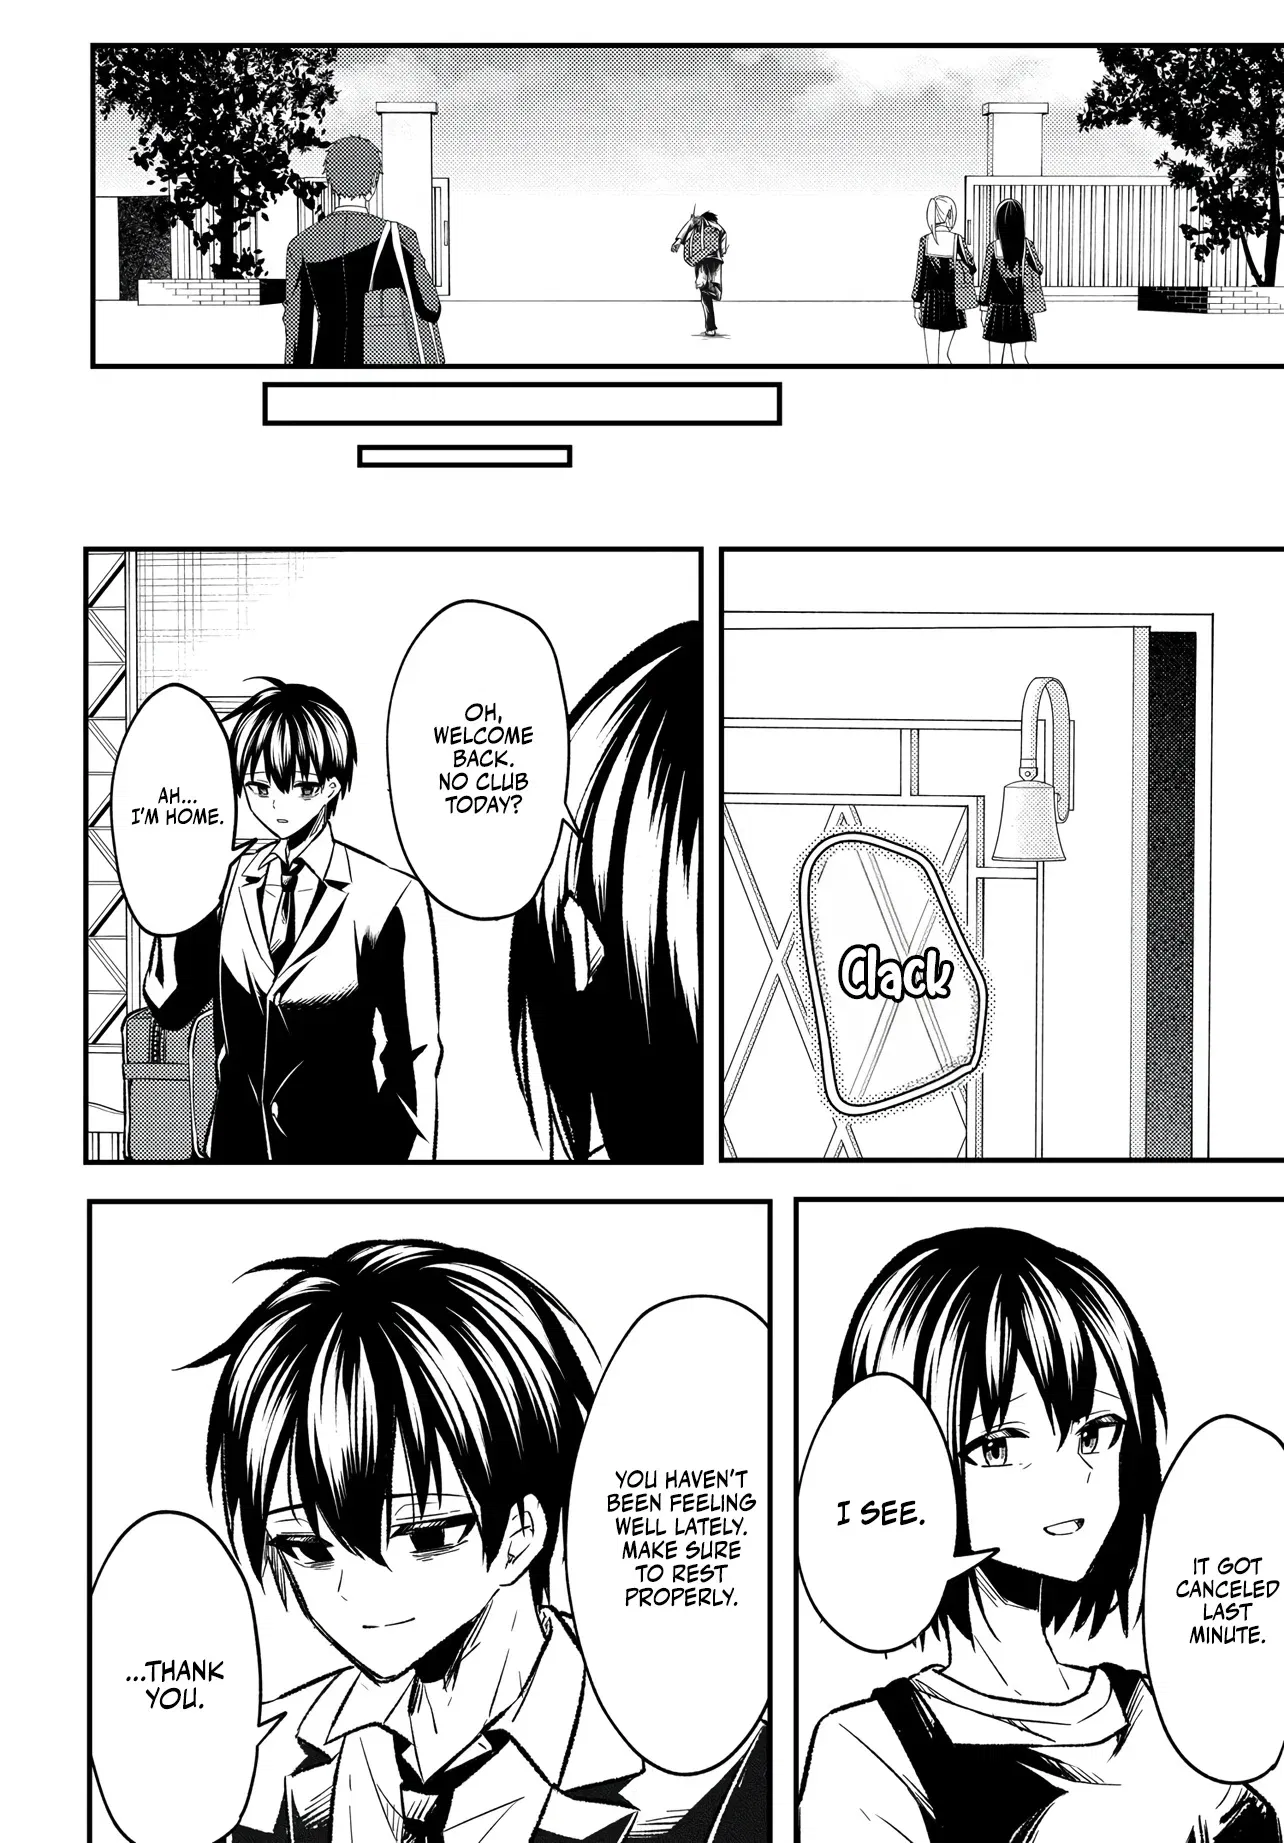 Clack
OH,
WELCOME
BACK.
NO CLUB
TODAY?
AH...
I'M HOME.
IT GOT
CANCELED
LAST
MINUTE.
I SEE.
YOU HAVEN'T
BEEN FEELING
WELL LATELY.
MAKE SURE
TO REST
PROPERLY.
...THANK
YOU.